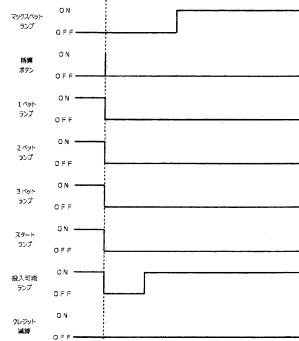 マックスベット
ランプ
ON
OFF
精算
ボタン
ON
OFF
1ベット
ランプ
ON
OFF
2ベット
ランプ
ON
OFF
3ベット
ランプ
ON
OFF
スタート
ランプ
ON
OFF
投入可能
ランプ
ON
OFF
クレジット
減算
ON
OFF